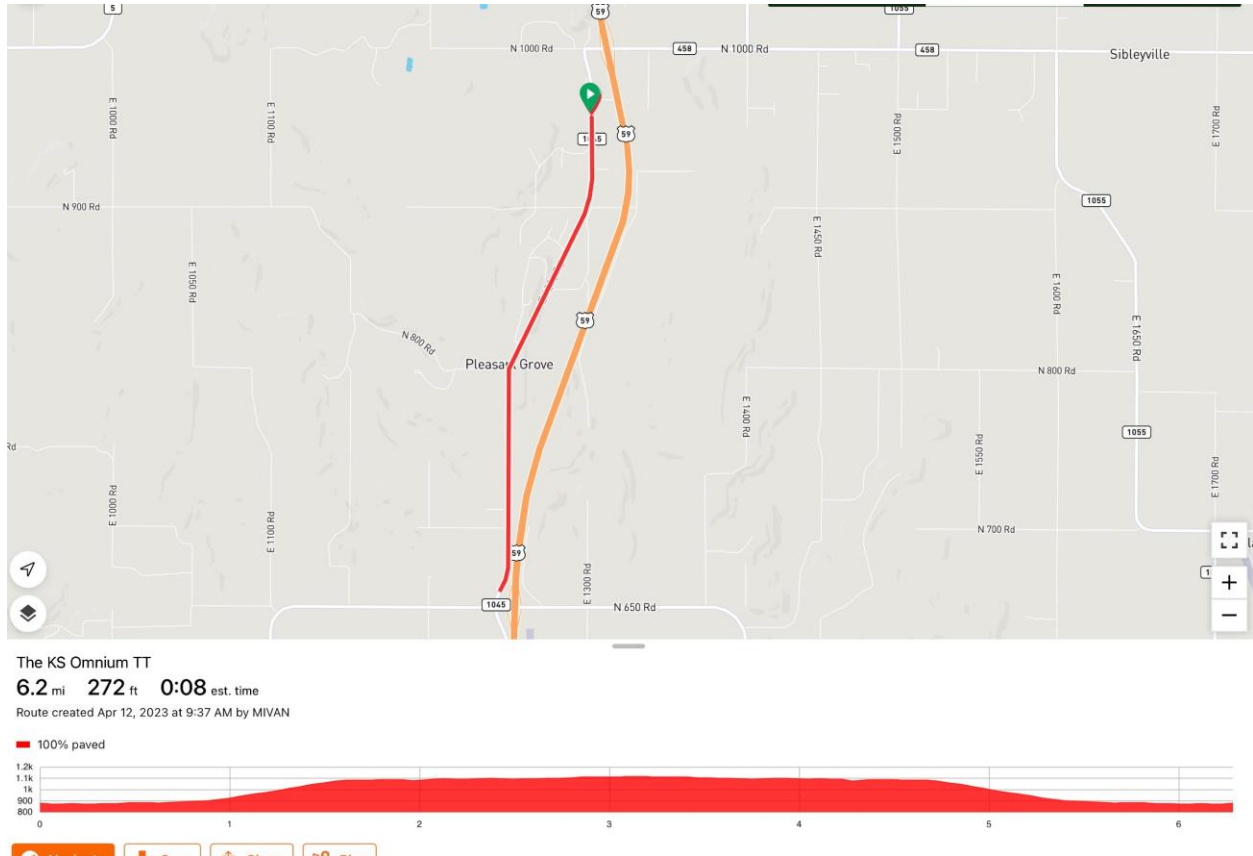 5
59
1055
N 1000 Rd
458
N 1000 Rd
458
Sibleyville
E 1000 Rd
E 1100 Rd
59
E 1500 Rd
E 1700 Rd
N 900 Rd
1055
E 1450 Rd
E 1050 Rd
E 1600 Rd
59
N 800 Rd
E 1650 Rd
Pleasant Grove
N 800 Rd
E 1400 Rd
1055
Rd
E 1550 Rd
E 1000 Rd
E 1100 Rd
E 1700 Rd
N 700 Rd
59
E 1300 Rd
1045
N 650 Rd
The KS Omnium TT
6.2 mi 272 ft 0:08 est. time
Route created Apr 12, 2023 at 9:37 AM by MIVAN
100% paved
1.2k
1.1k
1k
900
800
0 1 2 3 4 5 6